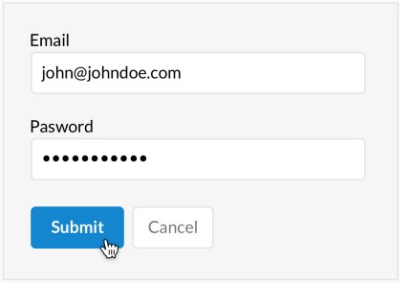 Email
john@johndoe.com
Pasword
•••••••••••
Submit Cancel